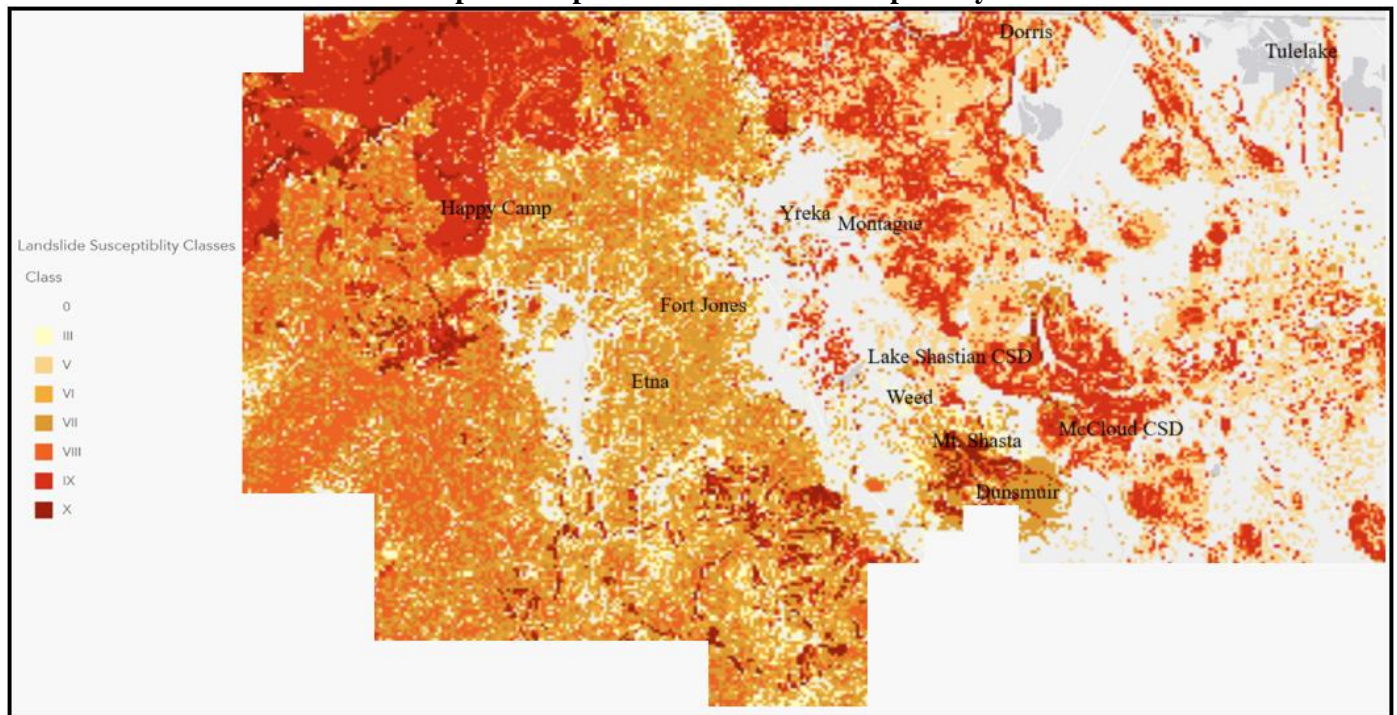 Dorris
Tulelake
Happy Camp
Yreka
Montague
Landslide Susceptiblity Classes
Class
0
III
V
VI
VII
VIII
IX
X
Fort Jones
Lake Shastian CSD
Etna
Weed
Mt. Shasta
McCloud CSD
Dunsmuir